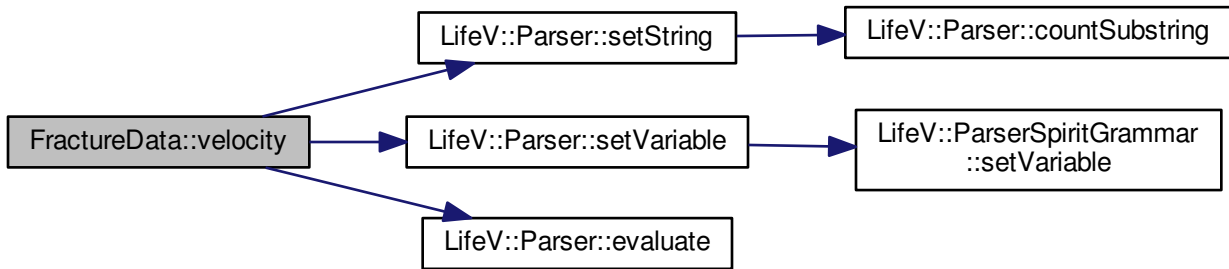 LifeV::Parser::setString
LifeV::Parser::countSubstring
FractureData::velocity
LifeV::Parser::setVariable
LifeV::ParserSpiritGrammar
::setVariable
LifeV::Parser::evaluate